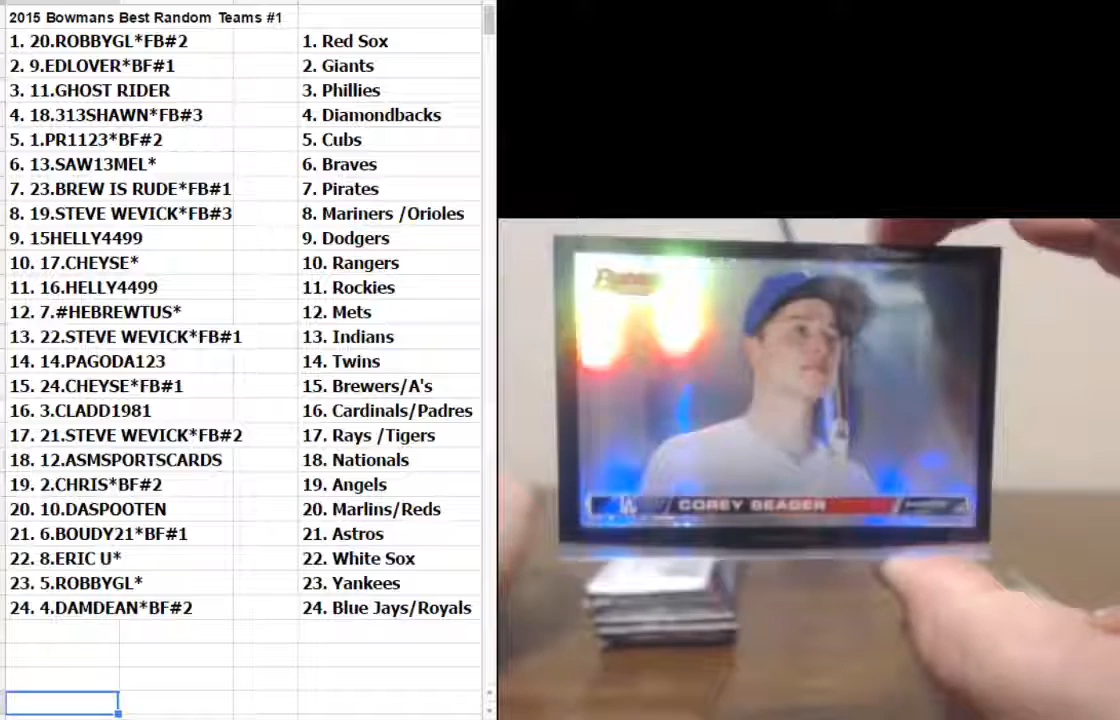 2015 Bowmans Best Random Teams #1
1. 20.ROBBYGL*FB#2 1. Red Sox
2. 9.EDLOVER*BF#1 2. Giants
3. 11.GHOST RIDER 3. Phillies
4. 18.313SHAWN*FB#3 4. Diamondbacks
5. 1.PR1123*BF#2 5. Cubs
6. 13.SAW13MEL* 6. Braves
7. 23.BREW IS RUDE*FB#1 7. Pirates
8. 19.STEVE WEVICK*FB#3 8. Mariners /Orioles
9. 15HELLY4499 9. Dodgers
10. 17.CHEYSE* 10. Rangers
11. 16.HELLY4499 11. Rockies
12. 7.#HEBREWTUS* 12. Mets
13. 22.STEVE WEVICK*FB#1 13. Indians
14. 14.PAGODA123 14. Twins
15. 24.CHEYSE*FB#1 15. Brewers/A's
16. 3.CLADD1981 16. Cardinals/Padres
17. 21.STEVE WEVICK*FB#2 17. Rays /Tigers
18. 12.ASMSPORTSCARDS 18. Nationals
19. 2.CHRIS*BF#2 19. Angels
20. 10.DASPOOTEN 20. Marlins/Reds
21. 6.BOUDY21*BF#1 21. Astros
22. 8.ERIC U* 22. White Sox
23. 5.ROBBYGL* 23. Yankees
24. 4.DAMDEAN*BF#2 24. Blue Jays/Royals
COREY SEAGER